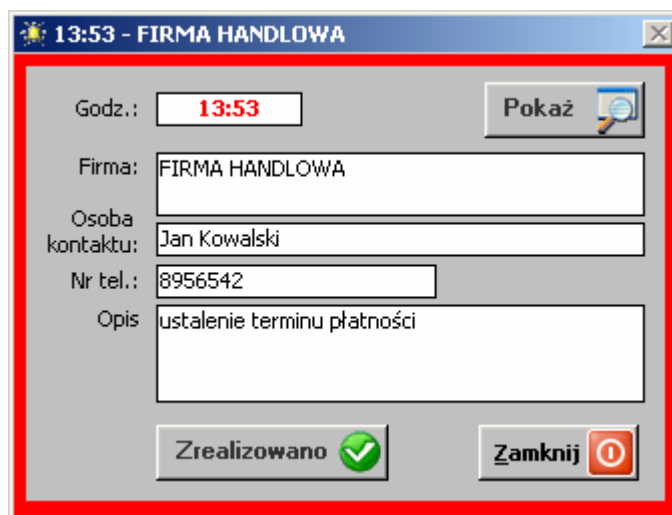 13:53 - FIRMA HANDLOWA
Godz.: 13:53
Pokaż
Firma: FIRMA HANDLOWA
Osoba
kontaktu: Jan Kowalski
Nr tel.: 8956542
Opis ustalenie terminu płatności
Zrealizowano
Zamknij